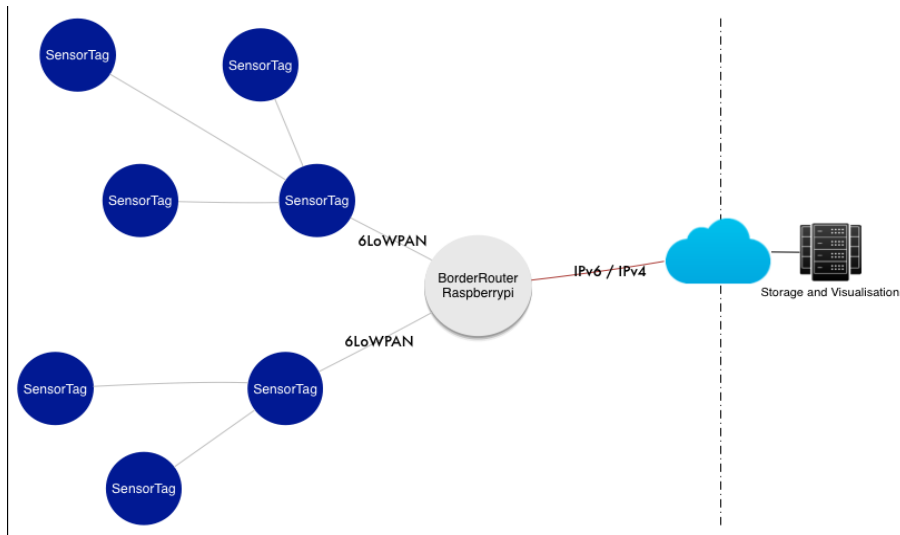 SensorTag
SensorTag
SensorTag
SensorTag
6LoWPAN
BorderRouter
Raspberrypi
IPv6 / IPv4
Storage and Visualisation
6LoWPAN
SensorTag
SensorTag
SensorTag